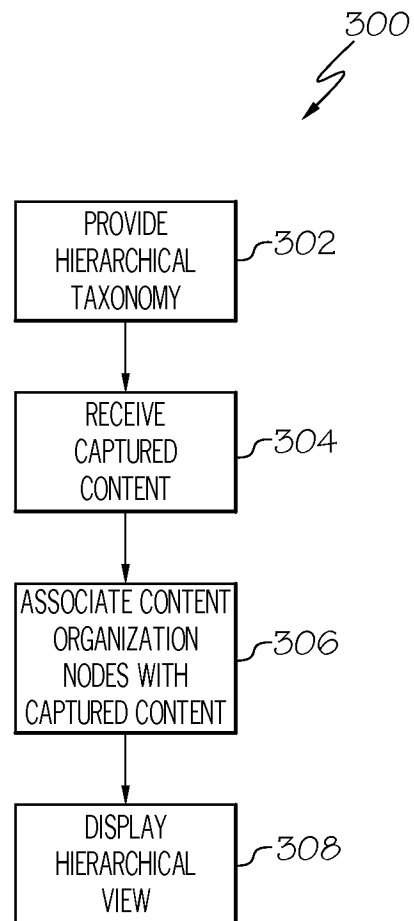 300
PROVIDE
HIERARCHICAL
TAXONOMY
302
RECEIVE
CAPTURED
CONTENT
304
ASSOCIATE CONTENT
ORGANIZATION
NODES WITH
CAPTURED CONTENT
306
DISPLAY
HIERARCHICAL
VIEW
308